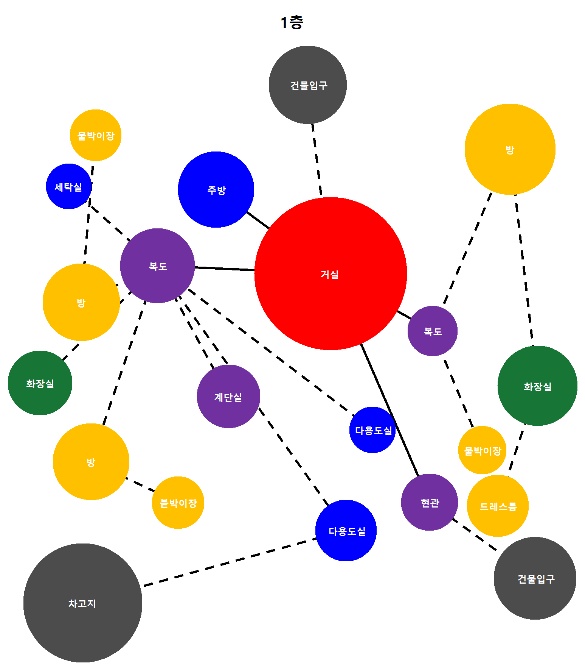 1층
건물입구
붙박이장
방
세탁실
주방
복도
거실
방
복도
화장실
계단실
화장실
다용도실
붙박이장
방
붙박이장
현관
드레스룸
다용도실
건물입구
차고지